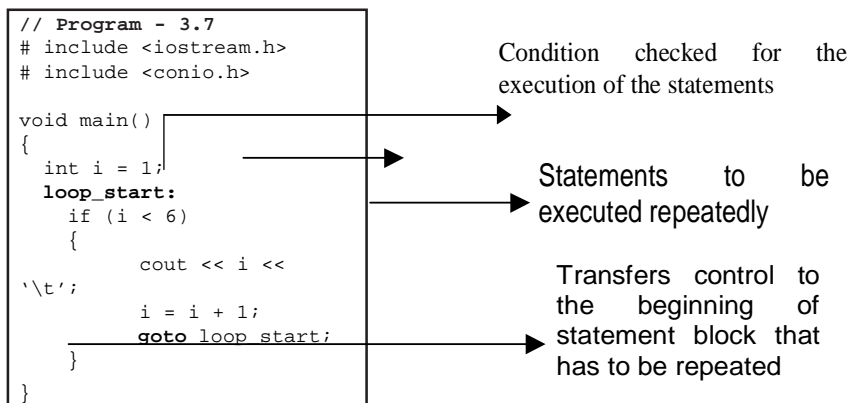 // Program - 3.7
# include <iostream.h>
# include <conio.h>
void main()
{
int i = 1;
loop_start:
if (i < 6)
{
cout << i <<
'\t';
i = i + 1;
goto loop_start;
}
}
Condition checked for the
execution of the statements
Statements to be
executed repeatedly
Transfers control to
the beginning of
statement block that
has to be repeated